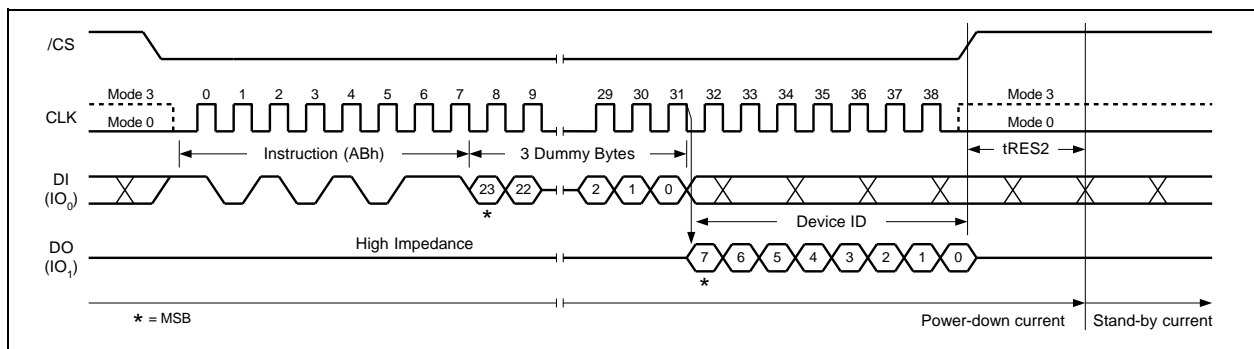 /CS
Mode 3 0 1 2 3 4 5 6 7 8 9 29 30 31 32 33 34 35 36 37 38 Mode 3
CLK
Mode 0 Mode 0
Instruction (ABh) 3 Dummy Bytes tRES2
DI
(IO0)
23 22 2 1 0
*
Device ID
High Impedance
DO
(IO1)
7 6 5 4 3 2 1 0
*
* = MSB
Power-down current Stand-by current